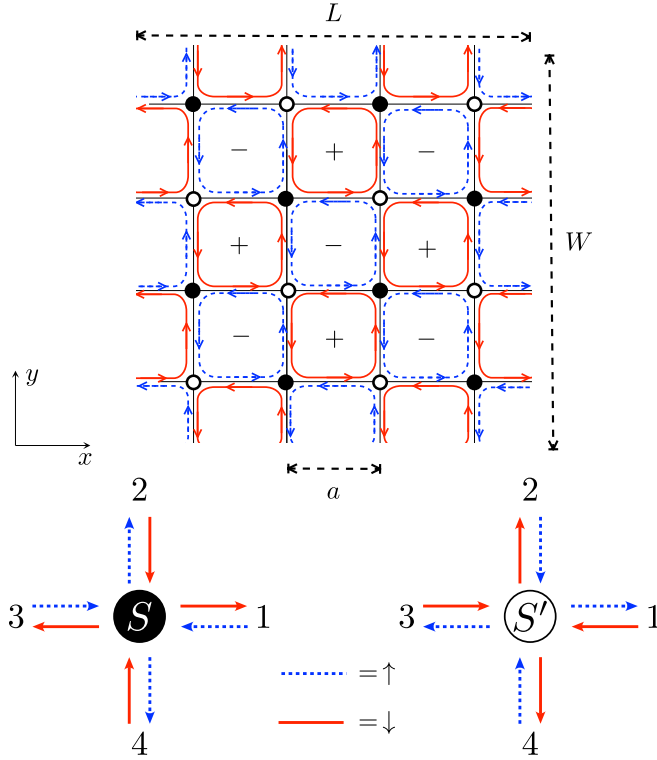 L
− + −
W
+ − +
− + −
y
x
a
2 2
3 S 1 3 S′ 1
= ↑
4 = ↓ 4